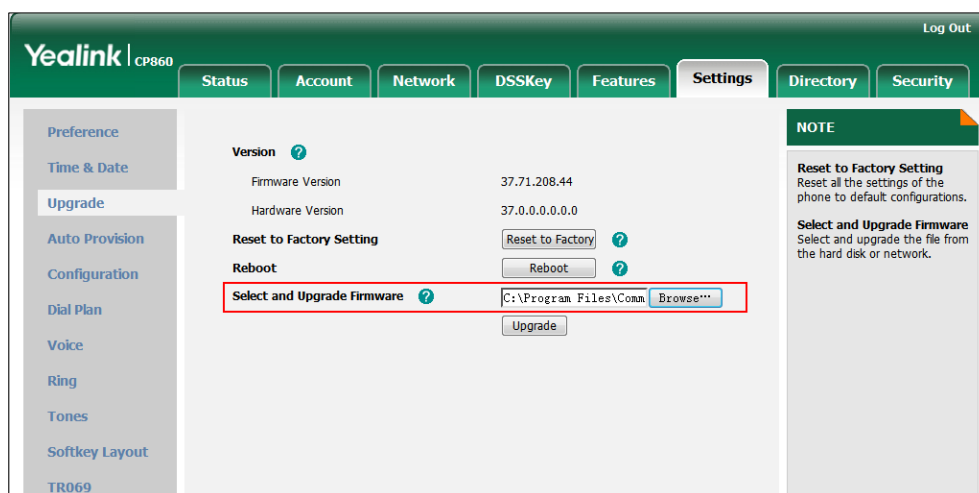 Log Out
Yealink CP860
Status Account Network DSSKey Features Settings Directory Security
Preference
Time & Date
Upgrade
Auto Provision
Configuration
Dial Plan
Voice
Ring
Tones
Softkey Layout
TR069
Version ?
Firmware Version 37.71.208.44
Hardware Version 37.0.0.0.0.0.0
Reset to Factory Setting Reset to Factory ?
Reboot Reboot ?
Select and Upgrade Firmware ? C:\Program Files\Comm Browse…
Upgrade
NOTE
Reset to Factory Setting
Reset all the settings of the
phone to default configurations.
Select and Upgrade Firmware
Select and upgrade the file from
the hard disk or network.